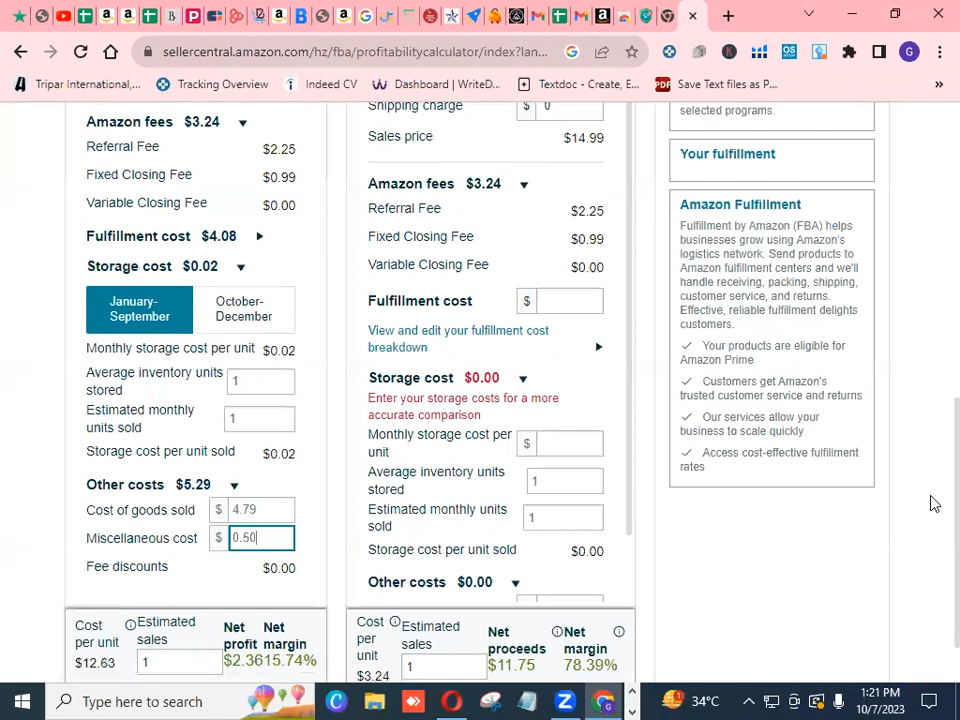 sellercentral.amazon.com/hz/fba/profitabilitycalculator/index?lan...
G
Tripar International,...
Tracking Overview
Indeed CV
Dashboard | WriteD...
Textdoc - Create, E...
PDF
Save Text files as P...
»
Amazon fees $3.24
Referral Fee $2.25
Fixed Closing Fee $0.99
Variable Closing Fee $0.00
Fulfillment cost $4.08
Storage cost $0.02
January-
September
October-
December
Monthly storage cost per unit $0.02
Average inventory units
stored
1
Estimated monthly
units sold
1
Storage cost per unit sold $0.02
Other costs $5.29
Cost of goods sold $ 4.79
Miscellaneous cost $ 0.50
Fee discounts $0.00
Cost
per unit
$12.63
Estimated
sales
1
Net
profit
$2.36
Net
margin
15.74%
Shipping charge $ 0
Sales price $14.99
Amazon fees $3.24
Referral Fee $2.25
Fixed Closing Fee $0.99
Variable Closing Fee $0.00
Fulfillment cost $
View and edit your fulfillment cost
breakdown
Storage cost $0.00
Enter your storage costs for a more
accurate comparison
Monthly storage cost per
unit
$
Average inventory units
stored
1
Estimated monthly units
sold
1
Storage cost per unit sold $0.00
Other costs $0.00
Cost
per
unit
$3.24
Estimated
sales
1
Net
proceeds
$11.75
Net
margin
78.39%
selected programs.
Your fulfillment
Amazon Fulfillment
Fulfillment by Amazon (FBA) helps
businesses grow using Amazon's
logistics network. Send products to
Amazon fulfillment centers and we'll
handle receiving, packing, shipping,
customer service, and returns.
Effective, reliable fulfillment delights
customers.
Your products are eligible for
Amazon Prime
Customers get Amazon's
trusted customer service and returns
Our services allow your
business to scale quickly
Access cost-effective fulfillment
rates
Type here to search
34°C
1:21 PM
10/7/2023